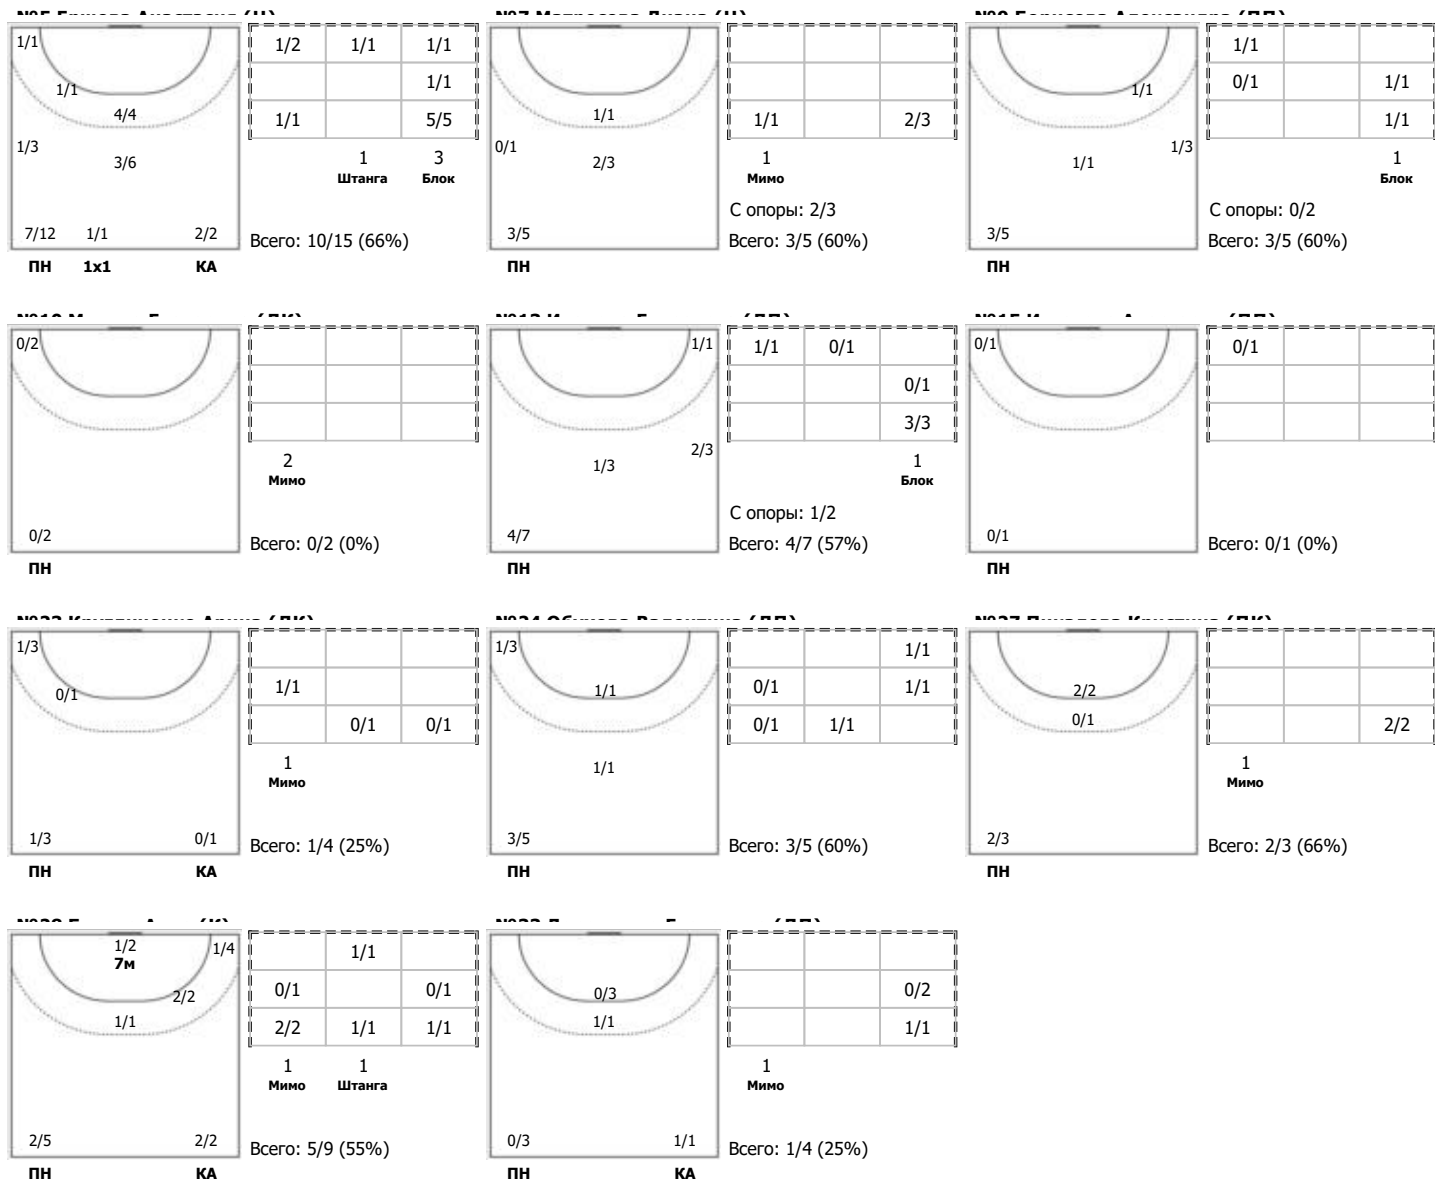 1/1
1/1
4/4
1/3
3/6
7/12 1/1 2/2
ПН 1x1 КА
1/2 1/1 1/1
1/1
1/1 5/5
1 3
Штанга Блок
Всего: 10/15 (66%)
1/1
0/1
2/3
3/5
ПН
1/1 2/3
1
Мимо
С опоры: 2/3
Всего: 3/5 (60%)
1/1
1/3
1/1
3/5
ПН
1/1
0/1 1/1
1/1
1
Блок
С опоры: 0/2
Всего: 3/5 (60%)
0/2
0/2
ПН
2
Мимо
Всего: 0/2 (0%)
1/1
2/3
1/3
4/7
ПН
1/1 0/1
0/1
3/3
1
Блок
С опоры: 1/2
Всего: 4/7 (57%)
0/1
0/1
ПН
0/1
Всего: 0/1 (0%)
1/3
0/1
1/3 0/1
ПН КА
1/1
0/1 0/1
1
Мимо
Всего: 1/4 (25%)
1/3
1/1
1/1
3/5
ПН
1/1
0/1 1/1
0/1 1/1
Всего: 3/5 (60%)
2/2
0/1
2/3
ПН
2/2
1
Мимо
Всего: 2/3 (66%)
1/2 1/4
7м
2/2
1/1
2/5 2/2
ПН КА
1/1
0/1 0/1
2/2 1/1 1/1
1 1
Мимо Штанга
Всего: 5/9 (55%)
0/3
1/1
0/3 1/1
ПН КА
0/2
1/1
1
Мимо
Всего: 1/4 (25%)